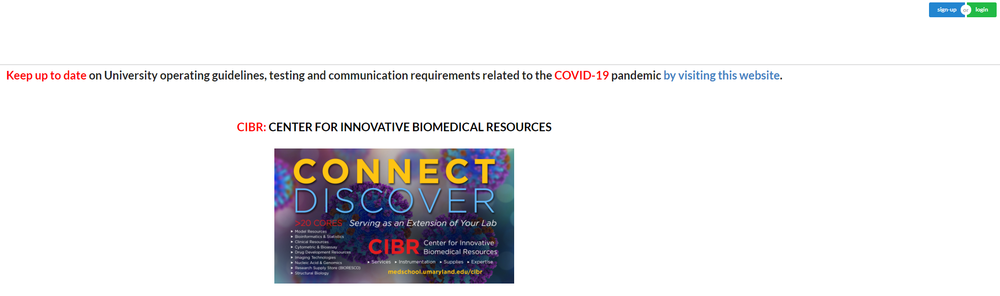 sign-up or login
Keep up to date on University operating guidelines, testing and communication requirements related to the COVID-19 pandemic by visiting this website.
CIBR: CENTER FOR INNOVATIVE BIOMEDICAL RESOURCES
CONNECT
DISCOVER
>20 CORES Serving as an Extension of Your Lab
Model Resources
Bioinformatics & Statistics
Clinical Resources
Cytometric & Bioassay
Drug Development Resources
Imaging Technologies
Nucleic Acid & Genomics
Research Supply Store (BIORESCO)
Structural Biology
CIBR Center for Innovative
Biomedical Resources
Services Instrumentation Supplies Expertise
medschool.umaryland.edu/cibr